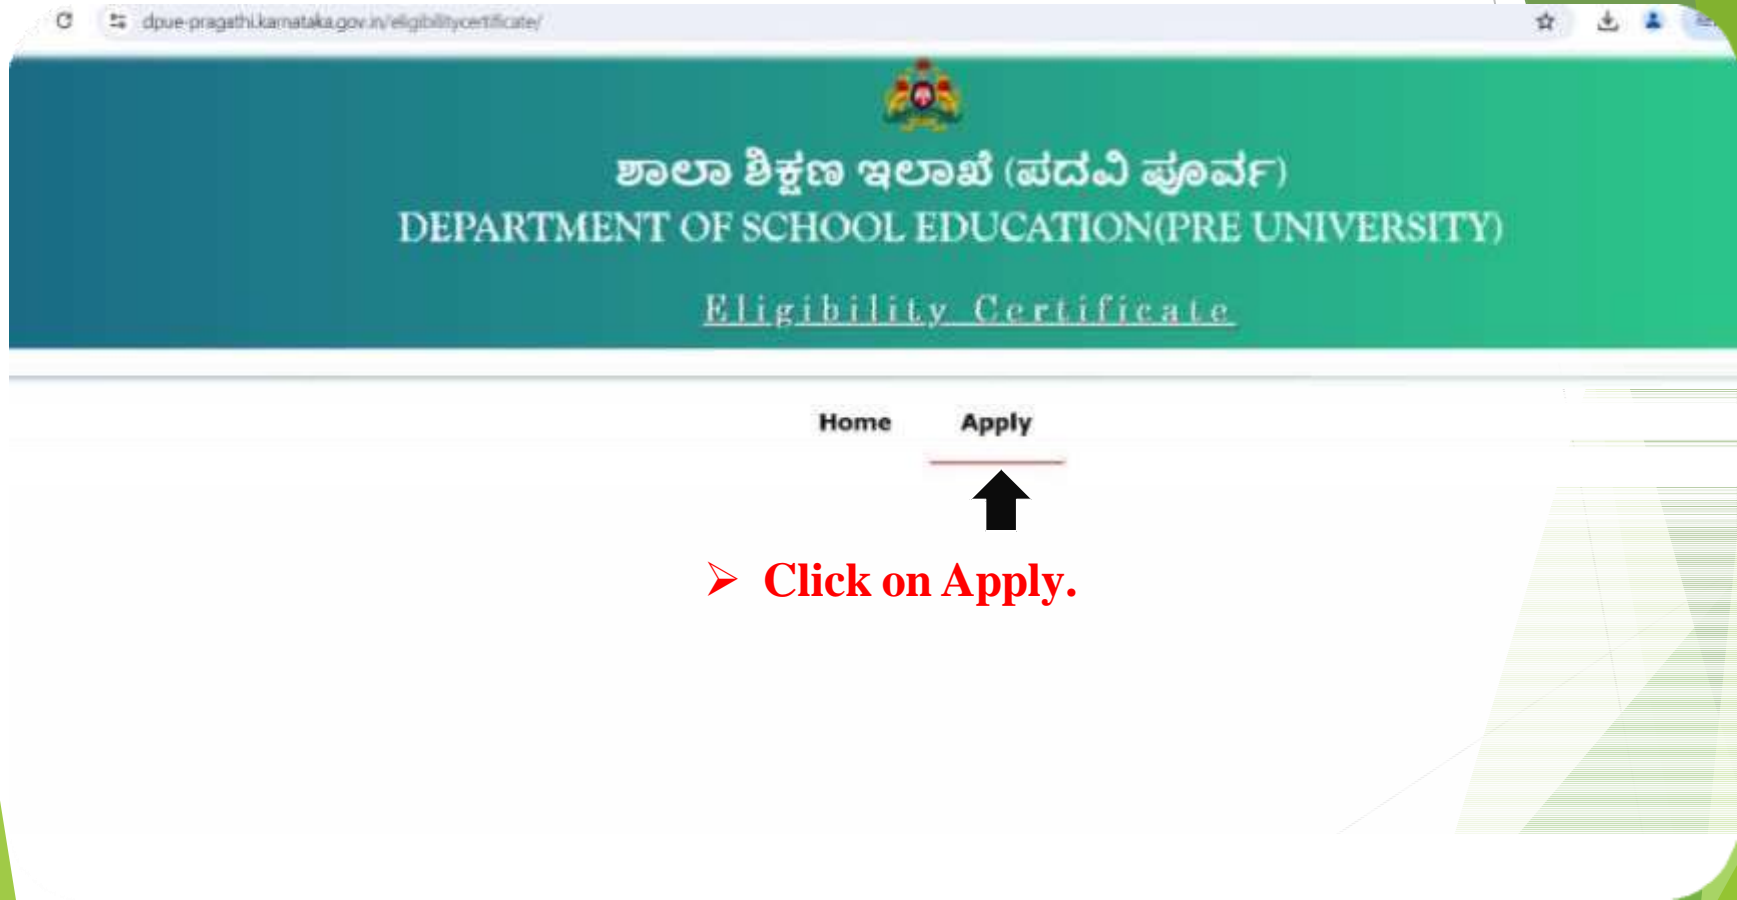 dpue-pragathi.karnataka.gov.in/eligibilitycertificate/
ಶಾಲಾ ಶಿಕ್ಷಣ ಇಲಾಖೆ (ಪದವಿ ಪೂರ್ವ)
DEPARTMENT OF SCHOOL EDUCATION(PRE UNIVERSITY)
Eligibility Certificate
Home Apply
➢ Click on Apply.